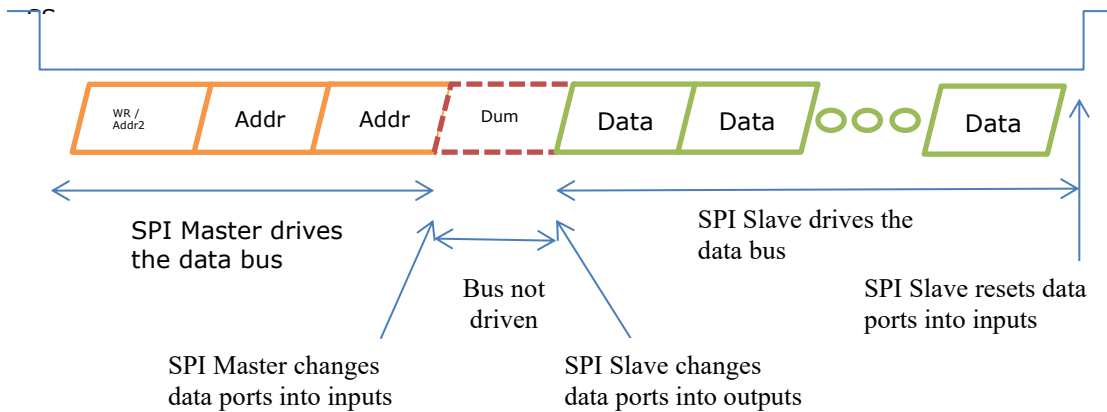 WR /
Addr2
Addr
Addr
Dum
Data
Data
Data
SPI Master drives
the data bus
Bus not
driven
SPI Slave drives the
data bus
SPI Slave resets data
ports into inputs
SPI Master changes
data ports into inputs
SPI Slave changes
data ports into outputs